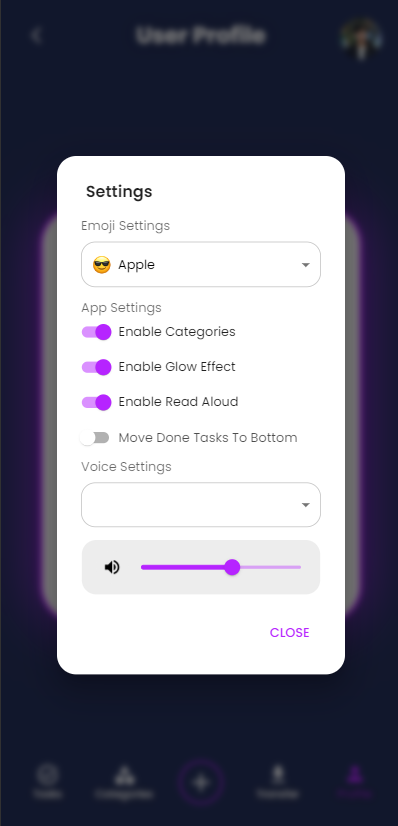 User Profile
Settings
Emoji Settings
😎 Apple
App Settings
Enable Categories
Enable Glow Effect
Enable Read Aloud
Move Done Tasks To Bottom
Voice Settings
CLOSE
Tasks Categories Transfer Profile